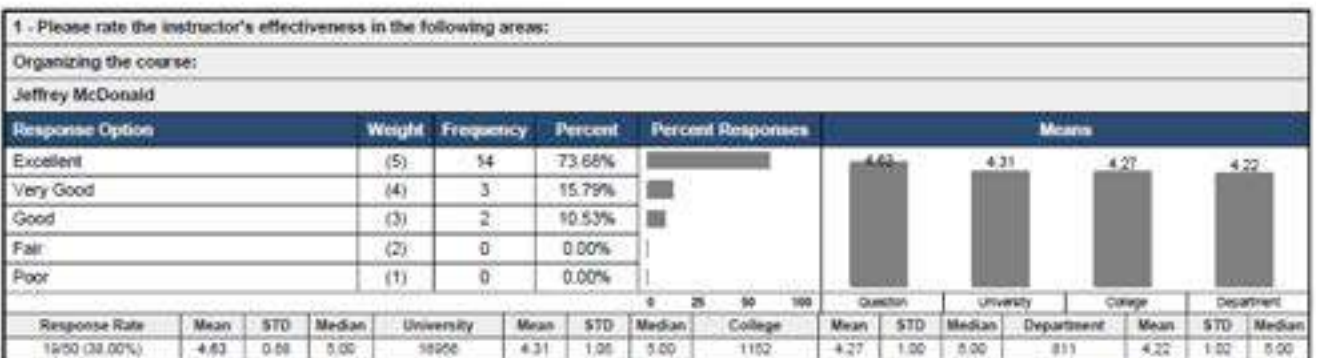 1 - Please rate the instructor's effectiveness in the following areas:
Organizing the course:
Jeffrey McDonald
Response Option Weight Frequency Percent Percent Responses Means
Excellent (5) 14 73.68% 4.63 4.31 4.27 4.22
Very Good (4) 3 15.79%
Good (3) 2 10.53%
Fair (2) 0 0.00%
Poor (1) 0 0.00%
0 25 50 100 Question University College Department
Response Rate Mean STD Median University Mean STD Median College Mean STD Median Department Mean STD Median
19/50 (38.00%) 4.63 0.68 5.00 4.31 1.05 5.00 1152 4.27 1.00 5.00 811 4.22 1.02 5.00